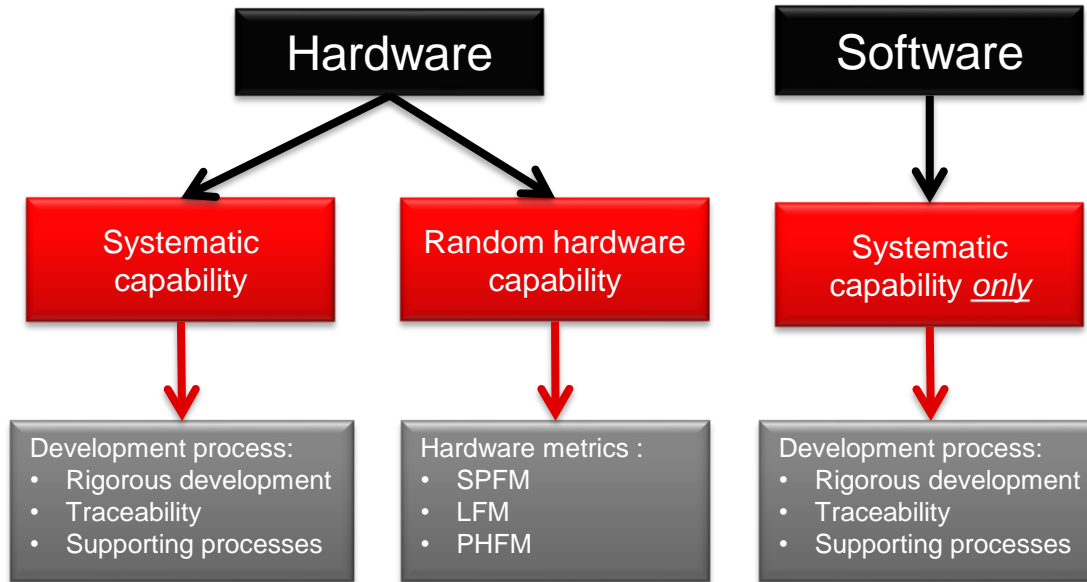 Hardware
Software
Systematic
capability
Random hardware
capability
Systematic
capability only
Development process:
• Rigorous development
• Traceability
• Supporting processes
Hardware metrics :
• SPFM
• LFM
• PHFM
Development process:
• Rigorous development
• Traceability
• Supporting processes